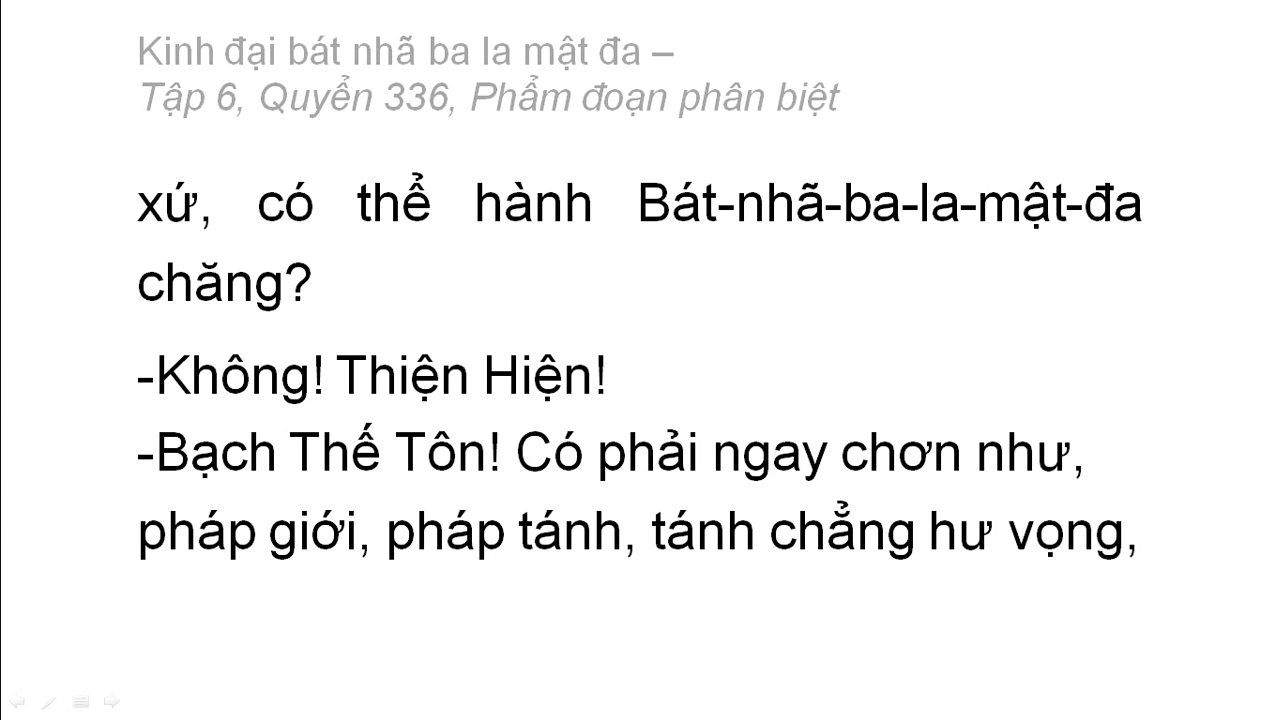 Kinh đại bát nhã ba la mật đa –
Tập 6, Quyển 336, Phẩm đoạn phân biệt
xứ, có thể hành Bát-nhã-ba-la-mật-đa
chăng?
-Không! Thiện Hiện!
-Bạch Thế Tôn! Có phải ngay chơn như,
pháp giới, pháp tánh, tánh chẳng hư vọng,